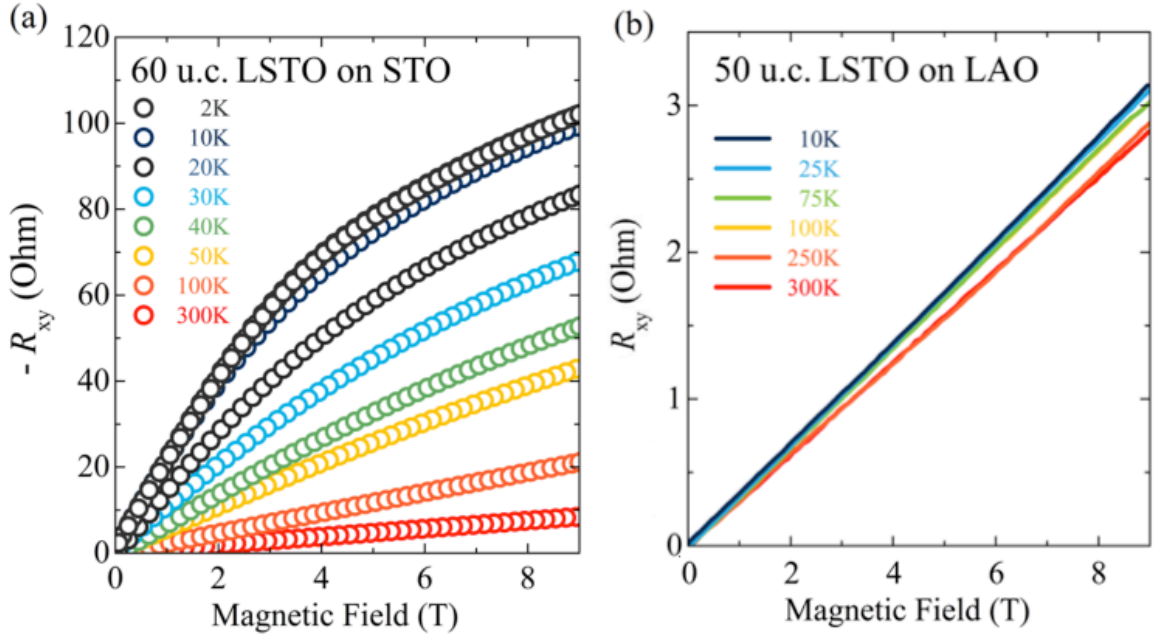 (a)
120
100
80
60
40
20
0
- Rxy (Ohm)
60 u.c. LSTO on STO
2K
10K
20K
30K
40K
50K
100K
300K
0 2 4 6 8
Magnetic Field (T)
(b)
3
2
1
0
Rxy (Ohm)
50 u.c. LSTO on LAO
10K
25K
75K
100K
250K
300K
0 2 4 6 8
Magnetic Field (T)